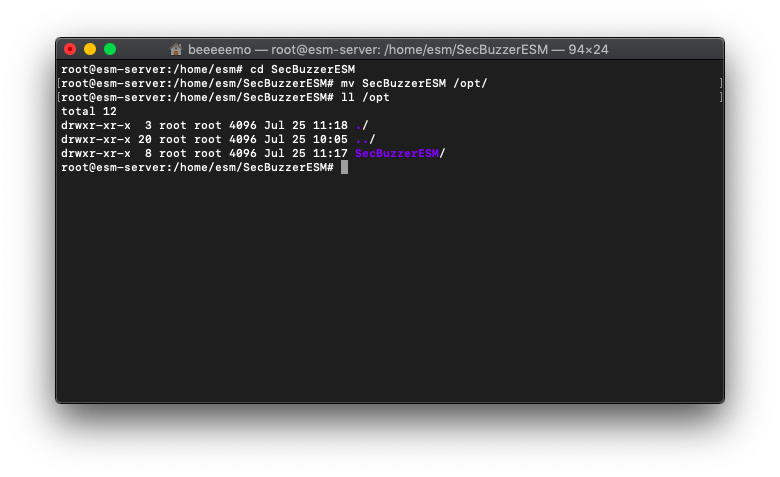 beeeeemo — root@esm-server: /home/esm/SecBuzzerESM — 94×24
root@esm-server:/home/esm# cd SecBuzzerESM
[root@esm-server:/home/esm/SecBuzzerESM# mv SecBuzzerESM /opt/ ]
[root@esm-server:/home/esm/SecBuzzerESM# ll /opt ]
total 12
drwxr-xr-x  3 root root 4096 Jul 25 11:18 ./
drwxr-xr-x 20 root root 4096 Jul 25 10:05 ../
drwxr-xr-x  8 root root 4096 Jul 25 11:17 SecBuzzerESM/
root@esm-server:/home/esm/SecBuzzerESM#